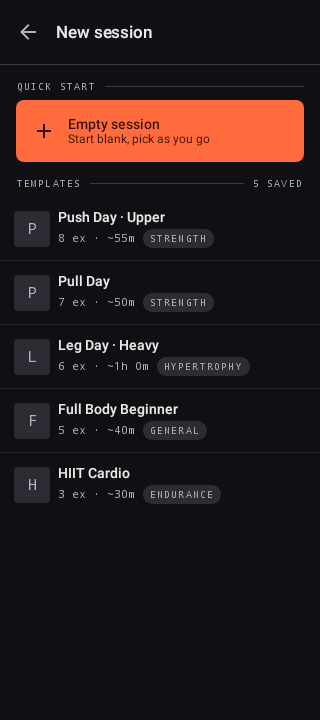 New session
QUICK START
Empty session
Start blank, pick as you go
TEMPLATES
5 SAVED
P
Push Day · Upper
8 ex · ~55m STRENGTH
P
Pull Day
7 ex · ~50m STRENGTH
L
Leg Day · Heavy
6 ex · ~1h 0m HYPERTROPHY
F
Full Body Beginner
5 ex · ~40m GENERAL
H
HIIT Cardio
3 ex · ~30m ENDURANCE